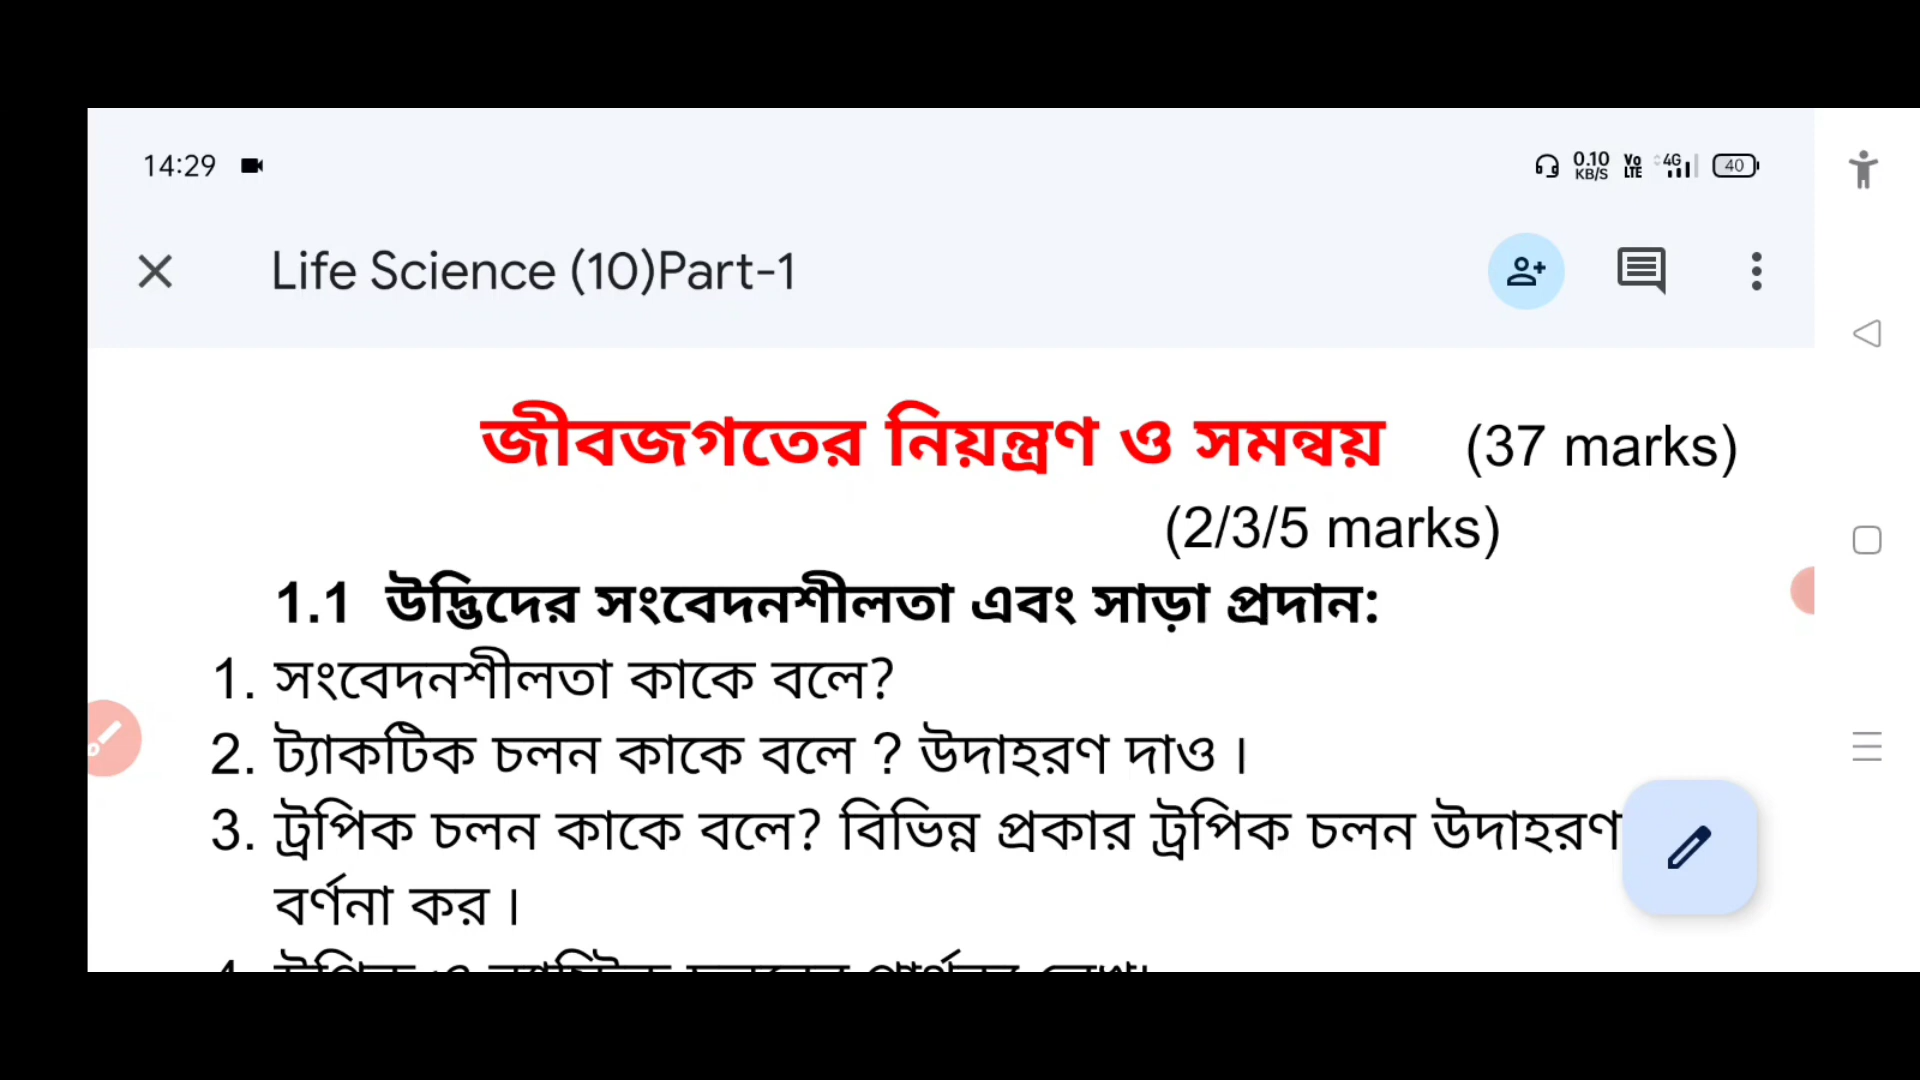 14:29
0.10 KB/S Vo LTE 4G 40
Life Science (10)Part-1
জীবজগতের নিয়ন্ত্রণ ও সমন্বয় (37 marks)
(2/3/5 marks)
1.1 উদ্ভিদের সংবেদনশীলতা এবং সাড়া প্রদান:
1. সংবেদনশীলতা কাকে বলে?
2. ট্যাকটিক চলন কাকে বলে ? উদাহরণ দাও ।
3. ট্রপিক চলন কাকে বলে? বিভিন্ন প্রকার ট্রপিক চলন উদাহরণ
বর্ণনা কর ।